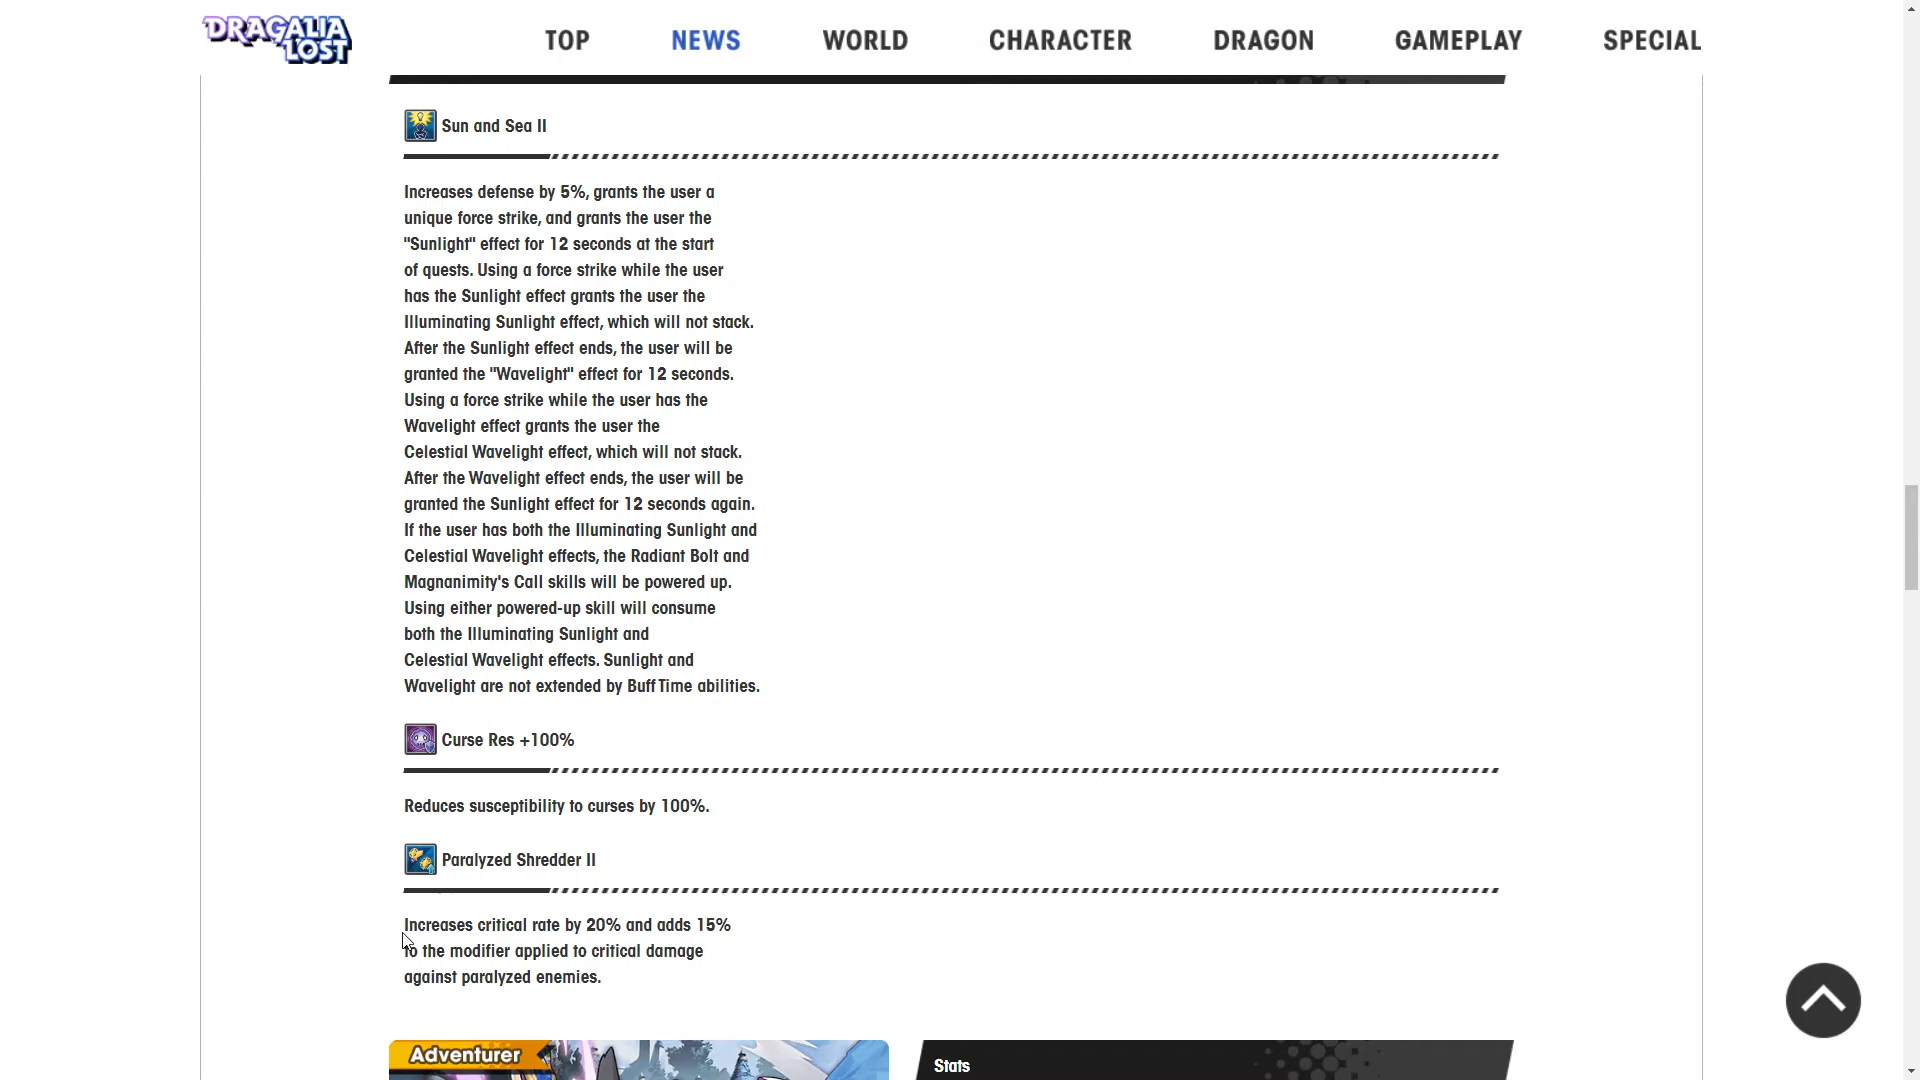 DRAGALIA
LOST
TOP
NEWS
WORLD
CHARACTER
DRAGON
GAMEPLAY
SPECIAL
Sun and Sea II
Increases defense by 5%, grants the user a
unique force strike, and grants the user the
"Sunlight" effect for 12 seconds at the start
of quests. Using a force strike while the user
has the Sunlight effect grants the user the
Illuminating Sunlight effect, which will not stack.
After the Sunlight effect ends, the user will be
granted the "Wavelight" effect for 12 seconds.
Using a force strike while the user has the
Wavelight effect grants the user the
Celestial Wavelight effect, which will not stack.
After the Wavelight effect ends, the user will be
granted the Sunlight effect for 12 seconds again.
If the user has both the Illuminating Sunlight and
Celestial Wavelight effects, the Radiant Bolt and
Magnanimity's Call skills will be powered up.
Using either powered-up skill will consume
both the Illuminating Sunlight and
Celestial Wavelight effects. Sunlight and
Wavelight are not extended by Buff Time abilities.
Curse Res +100%
Reduces susceptibility to curses by 100%.
Paralyzed Shredder II
Increases critical rate by 20% and adds 15%
to the modifier applied to critical damage
against paralyzed enemies.
Adventurer
Stats